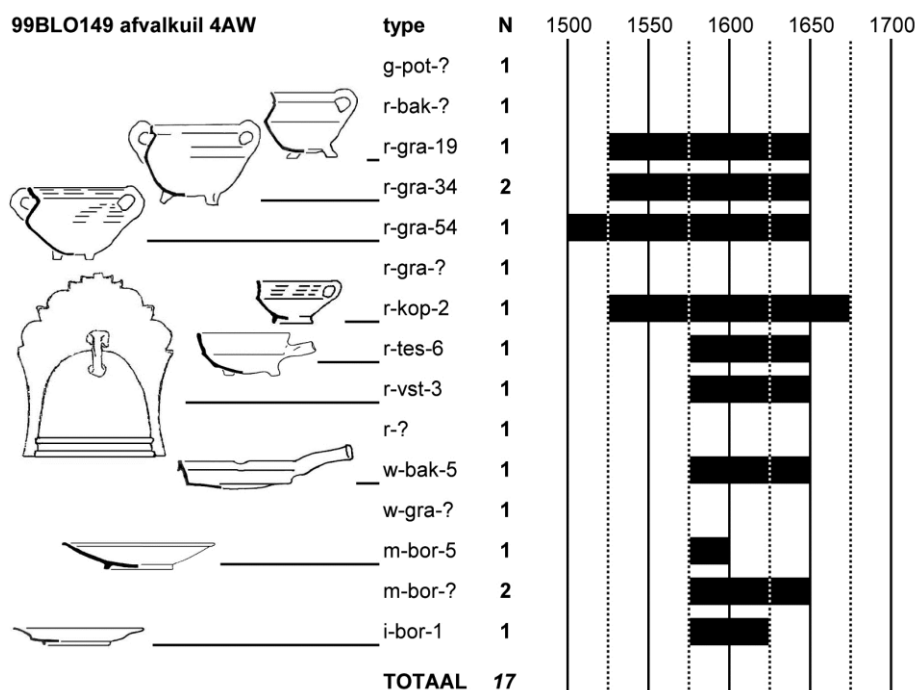 99BLO149 afvalkuil 4AW type N 1500 1550 1600 1650 1700
g-pot-? 1
r-bak-? 1
r-gra-19 1
r-gra-34 2
r-gra-54 1
r-gra-? 1
r-kop-2 1
r-tes-6 1
r-vst-3 1
r-? 1
w-bak-5 1
w-gra-? 1
m-bor-5 1
m-bor-? 2
i-bor-1 1
TOTAAL 17